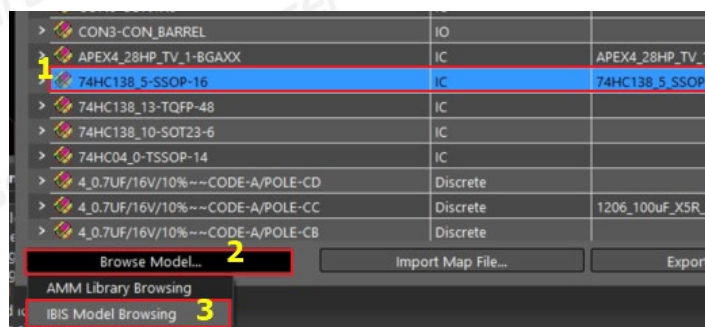 CON3-CON_BARREL IO
APEX4_28HP_TV_1-BGAXX IC APEX4_28HP_TV_
1
74HC138_5-SSOP-16 IC 74HC138_5_SSOP
74HC138_13-TQFP-48 IC
74HC138_10-SOT23-6 IC
74HC04_0-TSSOP-14 IC
4_0.7UF/16V/10%~~CODE-A/POLE-CD Discrete
4_0.7UF/16V/10%~~CODE-A/POLE-CC Discrete 1206_100uF_X5R_
4_0.7UF/16V/10%~~CODE-A/POLE-CB Discrete
Browse Model... 2 Import Map File... Expor
AMM Library Browsing
IBIS Model Browsing 3